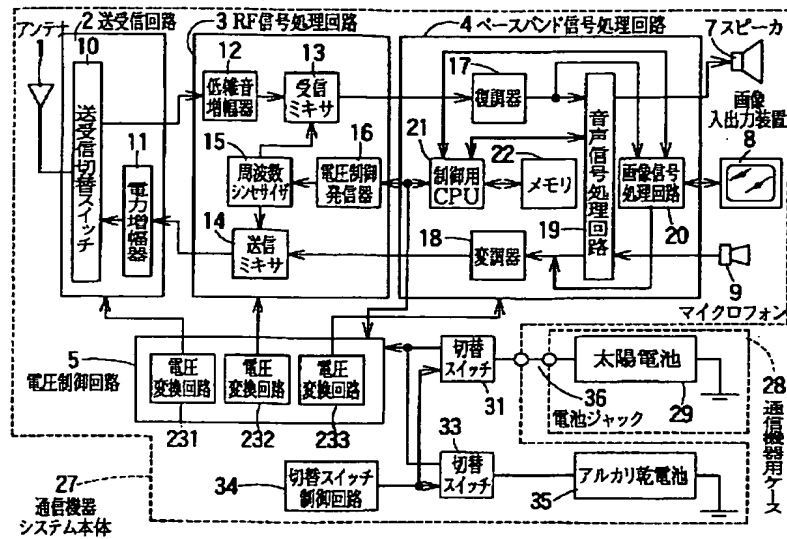 アンテナ
1
2 送受信回路
10
送受信切替スイッチ
11
電力増幅器
3 RF信号処理回路
12
低雑音
増幅器
13
受信
ミキサ
15
周波数
シンセサイザ
16
電圧制御
発信器
14
送信
ミキサ
4 ベースバンド信号処理回路
17
復調器
21
制御用
CPU
22
メモリ
18
変調器
音声信号処理回路
19
画像信号
処理回路
20
7 スピーカ
画像
入出力装置
8
9
マイクロフォン
5
電圧制御回路
電圧
変換回路
231
電圧
変換回路
232
電圧
変換回路
233
切替
スイッチ
31
36
電池ジャック
太陽電池
29
28
通信機器用ケース
33
切替
スイッチ
34
切替スイッチ
制御回路
アルカリ乾電池
35
27
通信機器
システム本体